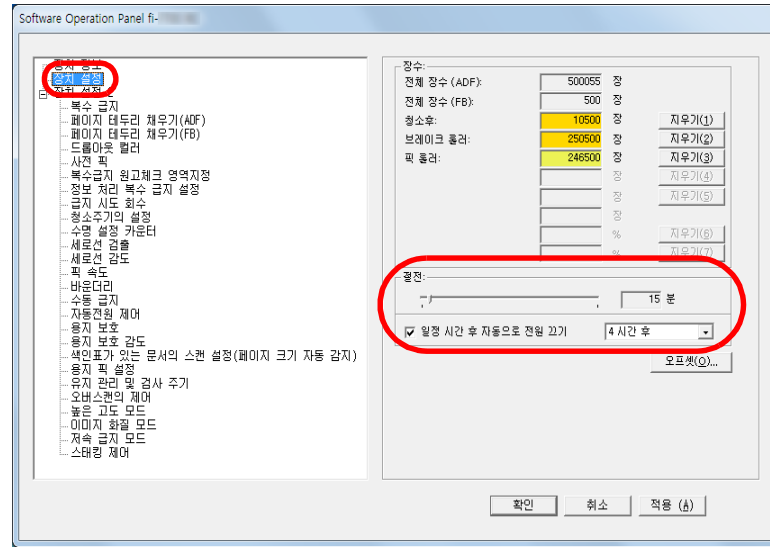 Software Operation Panel fi-
장치 정보
장치 설정
장치 설정 2
복수 급지
페이지 테두리 채우기(ADF)
페이지 테두리 채우기(FB)
드롭아웃 컬러
사전 픽
복수급지 원고체크 영역지정
정보 처리 복수 급지 설정
급지 시도 회수
청소주기의 설정
수명 설정 카운터
세로선 검출
세로선 감도
픽 속도
바운더리
수동 급지
자동전원 제어
용지 보호
용지 보호 감도
색인표가 있는 문서의 스캔 설정(페이지 크기 자동 감지)
용지 픽 설정
유지 관리 및 검사 주기
오버스캔의 제어
높은 고도 모드
이미지 화질 모드
저속 급지 모드
스태킹 제어
장수:
전체 장수 (ADF): 500055 장
전체 장수 (FB): 500 장
청소후: 10500 장 지우기(1)
브레이크 롤러: 250500 장 지우기(2)
픽 롤러: 246500 장 지우기(3)
장 지우기(4)
장 지우기(5)
장
% 지우기(6)
% 지우기(7)
절전:
15 분
일정 시간 후 자동으로 전원 끄기 4 시간 후
오프셋(O)...
확인 취소 적용 (A)